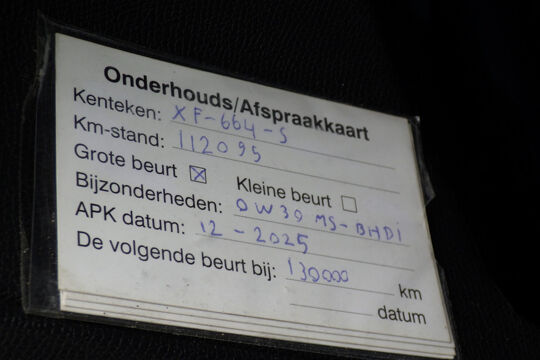 Onderhouds/Afspraakkaart
Kenteken: XF-664-S
Km-stand: 112095
Grote beurt ☒ Kleine beurt ☐
Bijzonderheden: 0W30 MS-BHDI
APK datum: 12-2025
De volgende beurt bij: 130000 km
datum